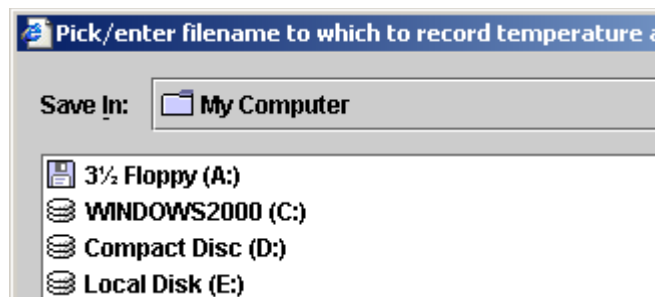 Pick/enter filename to which to record temperature a
Save In: My Computer
3½ Floppy (A:)
WINDOWS2000 (C:)
Compact Disc (D:)
Local Disk (E:)